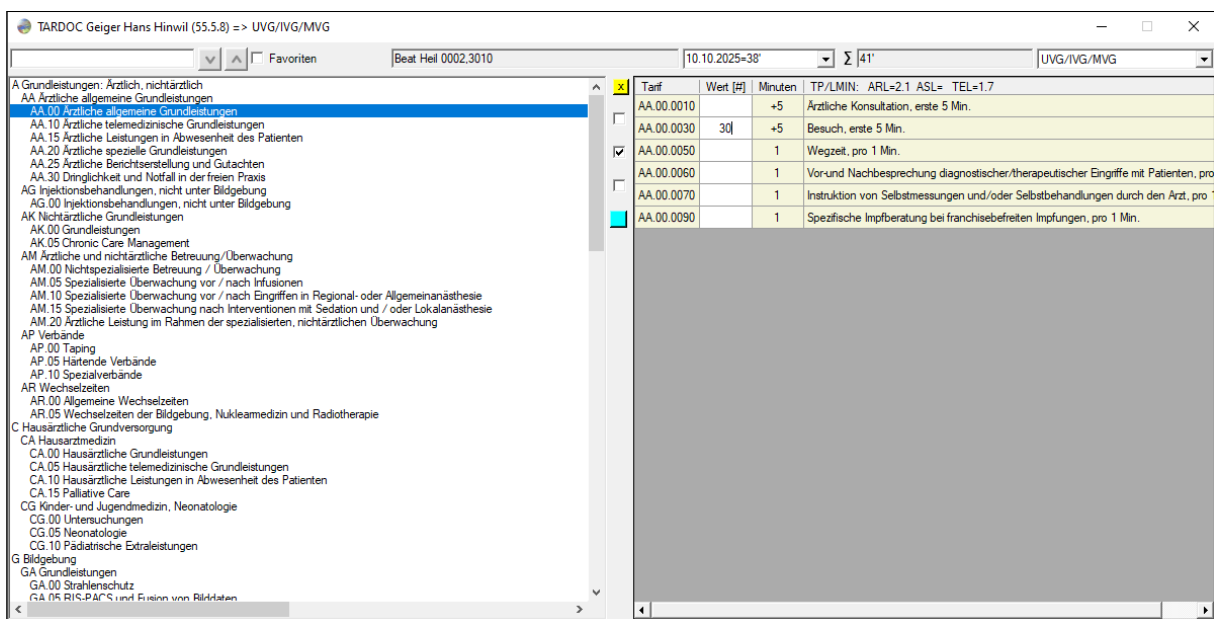 TARDOC Geiger Hans Hinwil (55.5.8) => UVG/IVG/MVG
Favoriten
Beat Heil 0002,3010
10.10.2025=38'
Σ 41'
UVG/IVG/MVG
A Grundleistungen: Ärztlich, nichtärztlich
AA Ärztliche allgemeine Grundleistungen
AA.00 Ärztliche allgemeine Grundleistungen
AA.10 Ärztliche telemedizinische Grundleistungen
AA.15 Ärztliche Leistungen in Abwesenheit des Patienten
AA.20 Ärztliche spezielle Grundleistungen
AA.25 Ärztliche Berichtserstellung und Gutachten
AA.30 Dringlichkeit und Notfall in der freien Praxis
AG Injektionsbehandlungen, nicht unter Bildgebung
AG.00 Injektionsbehandlungen, nicht unter Bildgebung
AK Nichtärztliche Grundleistungen
AK.00 Grundleistungen
AK.05 Chronic Care Management
AM Ärztliche und nichtärztliche Betreuung/Überwachung
AM.00 Nichtspezialisierte Betreuung / Überwachung
AM.05 Spezialisierte Überwachung vor / nach Infusionen
AM.10 Spezialisierte Überwachung vor / nach Eingriffen in Regional- oder Allgemeinanästhesie
AM.15 Spezialisierte Überwachung nach Interventionen mit Sedation und / oder Lokalanästhesie
AM.20 Ärztliche Leistung im Rahmen der spezialisierten, nichtärztlichen Überwachung
AP Verbände
AP.00 Taping
AP.05 Härtende Verbände
AP.10 Spezialverbände
AR Wechselzeiten
AR.00 Allgemeine Wechselzeiten
AR.05 Wechselzeiten der Bildgebung, Nuklearmedizin und Radiotherapie
C Hausärztliche Grundversorgung
CA Hausarztmedizin
CA.00 Hausärztliche Grundleistungen
CA.05 Hausärztliche telemedizinische Grundleistungen
CA.10 Hausärztliche Leistungen in Abwesenheit des Patienten
CA.15 Palliative Care
CG Kinder- und Jugendmedizin, Neonatologie
CG.00 Untersuchungen
CG.05 Neonatologie
CG.10 Pädiatrische Extraleistungen
G Bildgebung
GA Grundleistungen
GA.00 Strahlenschutz
GA.05 RIS-PACS und Fusion von Bilddaten
x
Tarif Wert [#] Minuten TP/LMIN: ARL=2.1 ASL= TEL=1.7
AA.00.0010 +5 Ärztliche Konsultation, erste 5 Min.
AA.00.0030 30 +5 Besuch, erste 5 Min.
AA.00.0050 1 Wegzeit, pro 1 Min.
AA.00.0060 1 Vor-und Nachbesprechung diagnostischer/therapeutischer Eingriffe mit Patienten, pro
AA.00.0070 1 Instruktion von Selbstmessungen und/oder Selbstbehandlungen durch den Arzt, pro 1
AA.00.0090 1 Spezifische Impfberatung bei franchisebefreiten Impfungen, pro 1 Min.